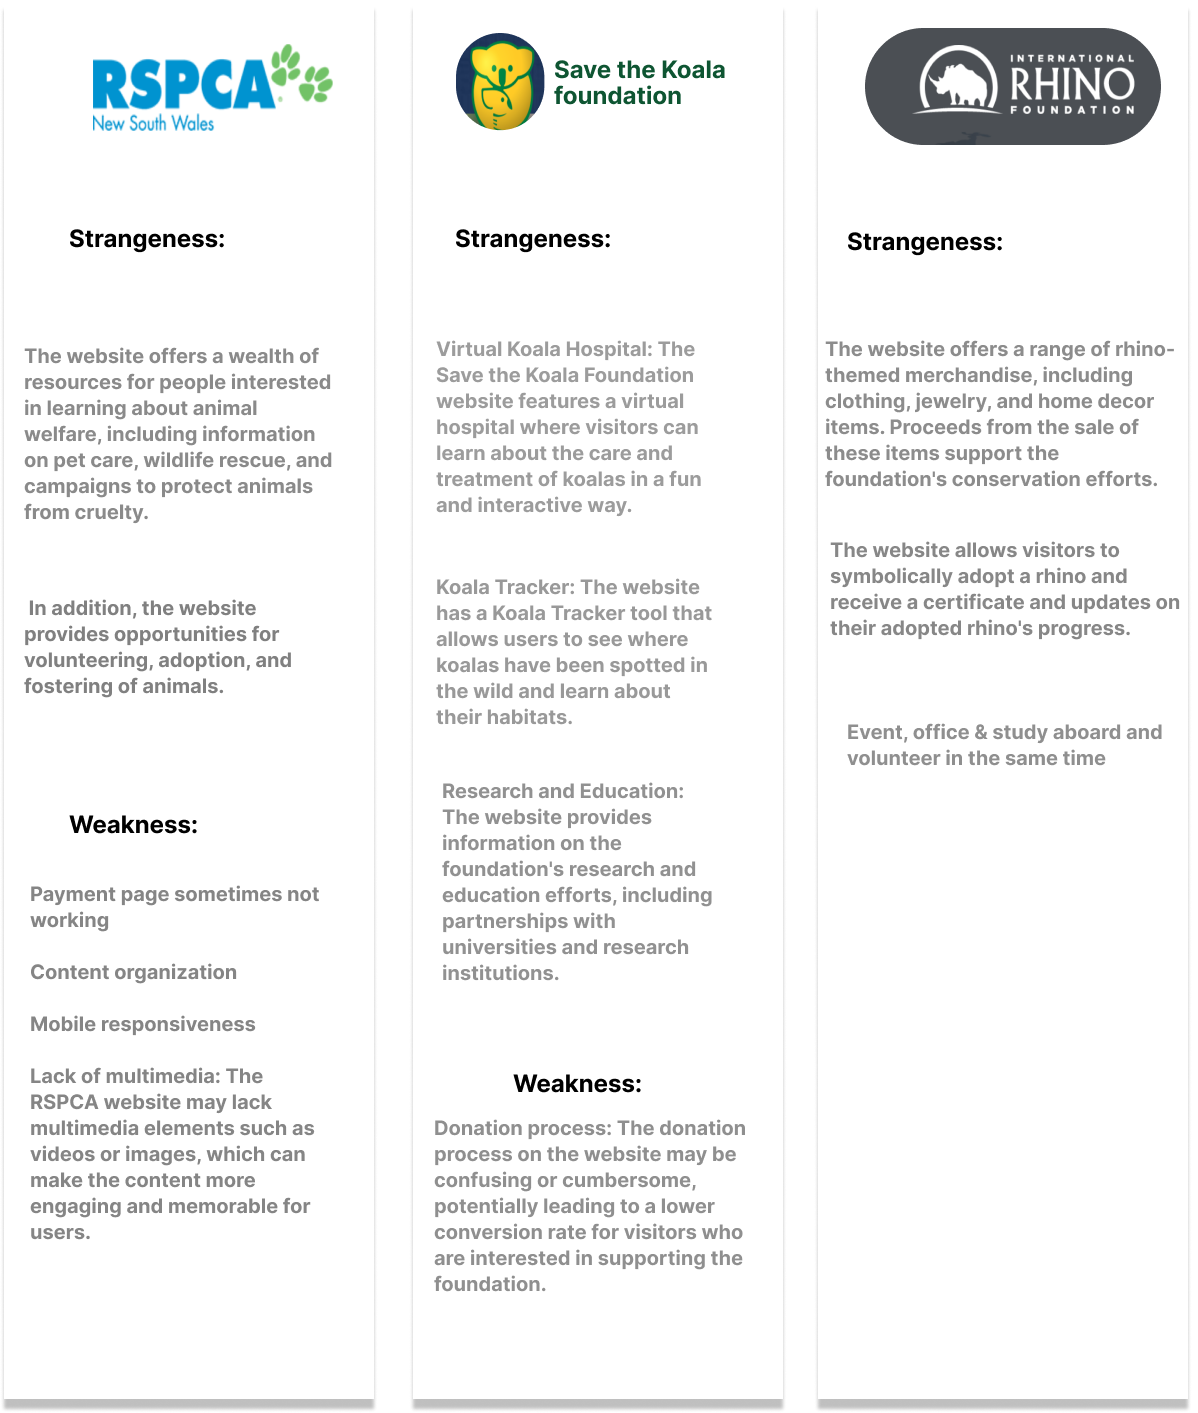 RSPCA
New South Wales
Strangeness:
The website offers a wealth of
resources for people interested
in learning about animal
welfare, including information
on pet care, wildlife rescue, and
campaigns to protect animals
from cruelty.
In addition, the website
provides opportunities for
volunteering, adoption, and
fostering of animals.
Weakness:
Payment page sometimes not
working
Content organization
Mobile responsiveness
Lack of multimedia: The
RSPCA website may lack
multimedia elements such as
videos or images, which can
make the content more
engaging and memorable for
users.
Save the Koala
foundation
Strangeness:
Virtual Koala Hospital: The
Save the Koala Foundation
website features a virtual
hospital where visitors can
learn about the care and
treatment of koalas in a fun
and interactive way.
Koala Tracker: The website
has a Koala Tracker tool that
allows users to see where
koalas have been spotted in
the wild and learn about
their habitats.
Research and Education:
The website provides
information on the
foundation's research and
education efforts, including
partnerships with
universities and research
institutions.
Weakness:
Donation process: The donation
process on the website may be
confusing or cumbersome,
potentially leading to a lower
conversion rate for visitors who
are interested in supporting the
foundation.
INTERNATIONAL
RHINO
FOUNDATION
Strangeness:
The website offers a range of rhino-
themed merchandise, including
clothing, jewelry, and home decor
items. Proceeds from the sale of
these items support the
foundation's conservation efforts.
The website allows visitors to
symbolically adopt a rhino and
receive a certificate and updates on
their adopted rhino's progress.
Event, office & study aboard and
volunteer in the same time